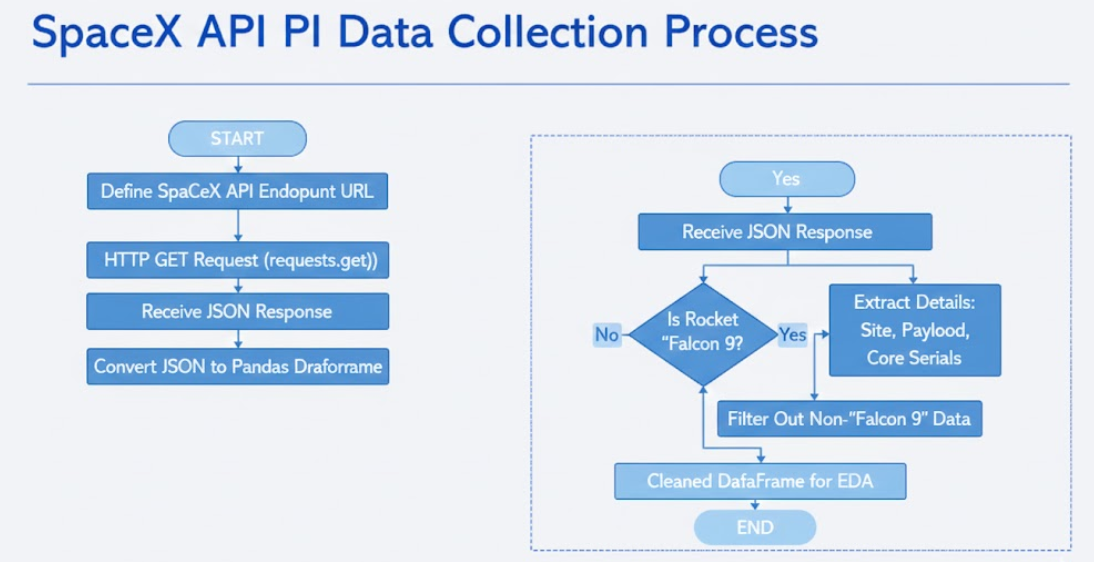 SpaceX API PI Data Collection Process
START
Define SpaCeX API Endopunt URL
HTTP GET Request (requests.get))
Receive JSON Response
Convert JSON to Pandas Draforrame
Yes
Receive JSON Response
Is Rocket
"Falcon 9?
No
Yes
Extract Details:
Site, Paylood,
Core Serials
Filter Out Non-"Falcon 9" Data
Cleaned DafaFrame for EDA
END